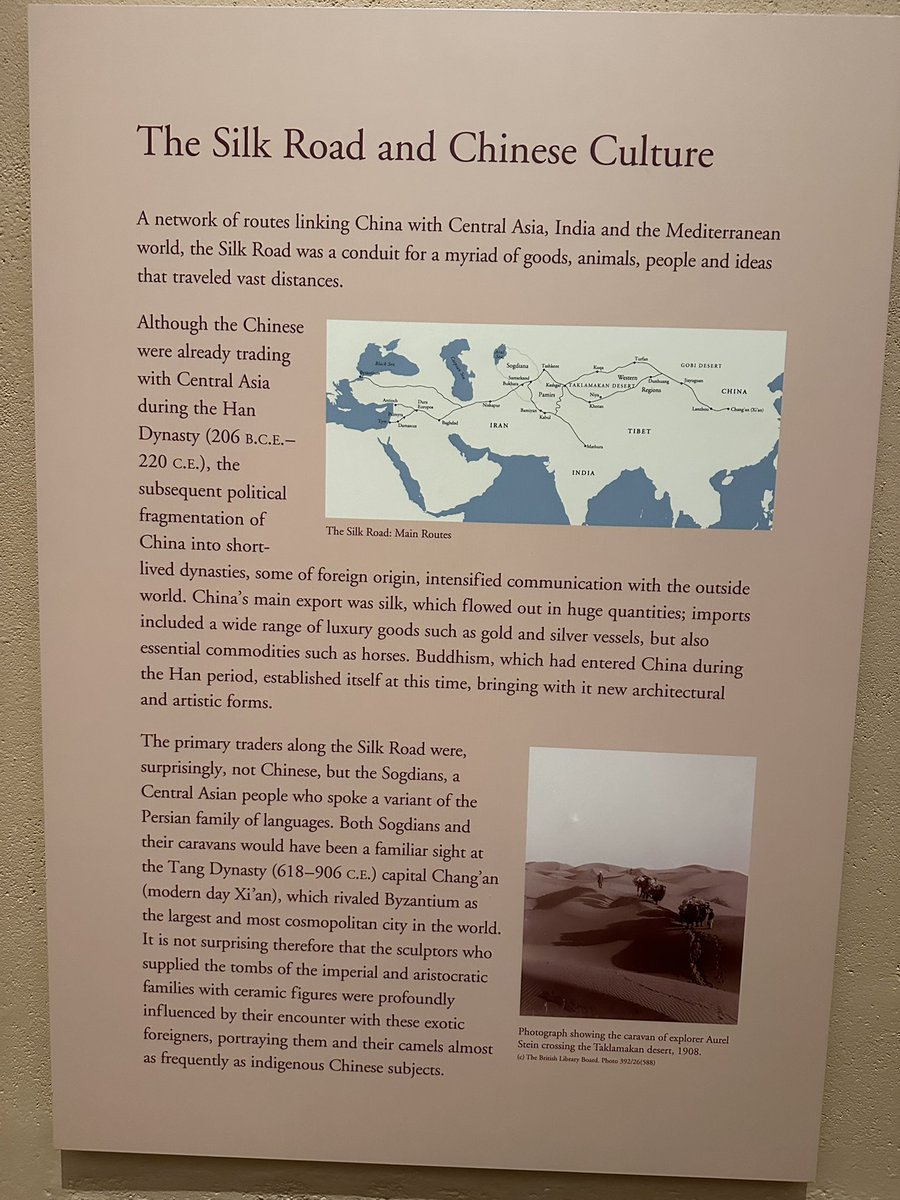 The Silk Road and Chinese Culture
A network of routes linking China with Central Asia, India and the Mediterranean
world, the Silk Road was a conduit for a myriad of goods, animals, people and ideas
that traveled vast distances.
Although the Chinese
were already trading
with Central Asia
during the Han
Dynasty (206 B.C.E.–
220 C.E.), the
subsequent political
fragmentation of
China into short-
lived dynasties, some of foreign origin, intensified communication with the outside
world. China's main export was silk, which flowed out in huge quantities; imports
included a wide range of luxury goods such as gold and silver vessels, but also
essential commodities such as horses. Buddhism, which had entered China during
the Han period, established itself at this time, bringing with it new architectural
and artistic forms.
Black Sea
Sogdiana
Tashkent
Samarkand
Bukhara
Kashgar
Kuqa
Turfan
GOBI DESERT
TAKLAMAKAN DESERT
Western
Regions
Dunhuang
Jiayuguan
CHINA
Antioch
Dura
Europos
Palmyra
Tyre
Damascus
Baghdad
Nishapur
IRAN
Pamirs
Bamiyan
Kabul
Niya
Khotan
Lanzhou
Chang'an (Xi'an)
TIBET
Mathura
INDIA
The Silk Road: Main Routes
The primary traders along the Silk Road were,
surprisingly, not Chinese, but the Sogdians, a
Central Asian people who spoke a variant of the
Persian family of languages. Both Sogdians and
their caravans would have been a familiar sight at
the Tang Dynasty (618–906 C.E.) capital Chang'an
(modern day Xi'an), which rivaled Byzantium as
the largest and most cosmopolitan city in the world.
It is not surprising therefore that the sculptors who
supplied the tombs of the imperial and aristocratic
families with ceramic figures were profoundly
influenced by their encounter with these exotic
foreigners, portraying them and their camels almost
as frequently as indigenous Chinese subjects.
Photograph showing the caravan of explorer Aurel
Stein crossing the Taklamakan desert, 1908.
(c) The British Library Board. Photo 392/26(588)